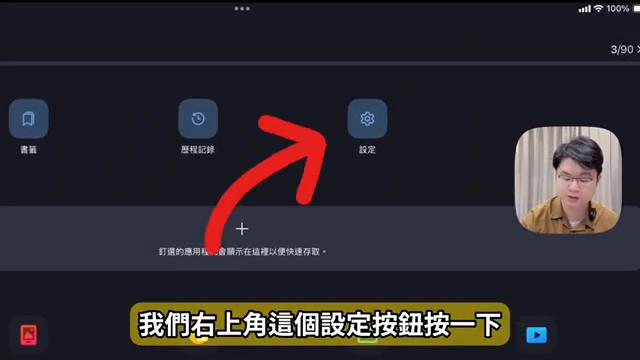 100%
3/90
書籤
歷程記錄
設定
釘選的應用程
會顯示在這裡以便快速存取。
我們右上角這個設定按鈕按一下